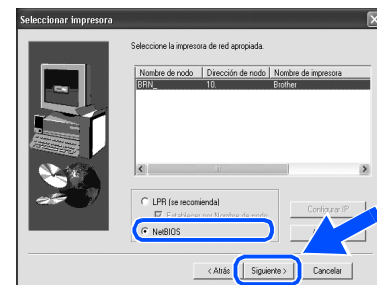 Seleccionar impresora
Seleccione la impresora de red apropiada.
Nombre de nodo Dirección de nodo Nombre de impresora
BRN_ 10. Brother
LPR (se recomienda)
Establecer por Nombre de nodo
Configurar IP
NetBIOS
< Atrás Siguiente > Cancelar